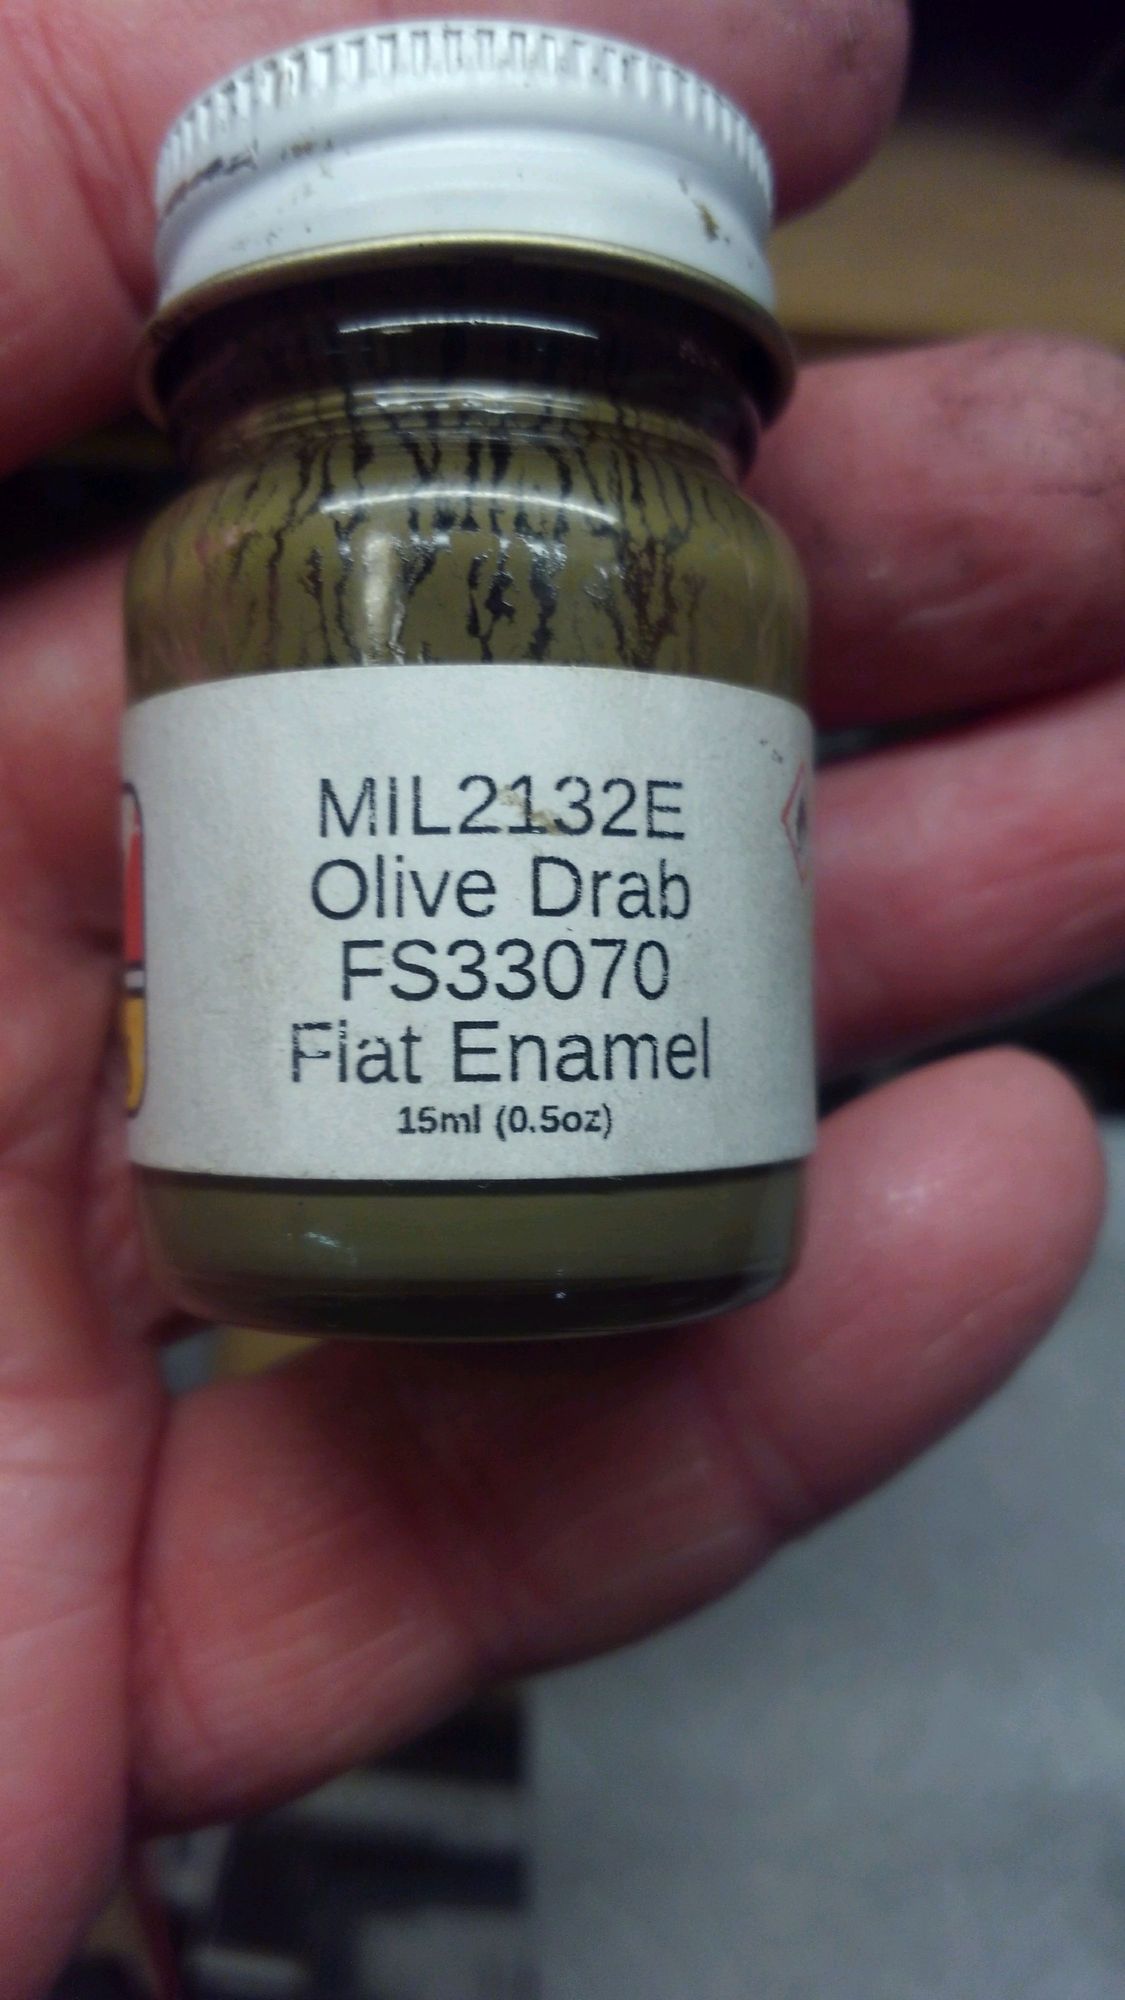 MIL2132E
Olive Drab
FS33070
Flat Enamel
15ml (0.5oz)